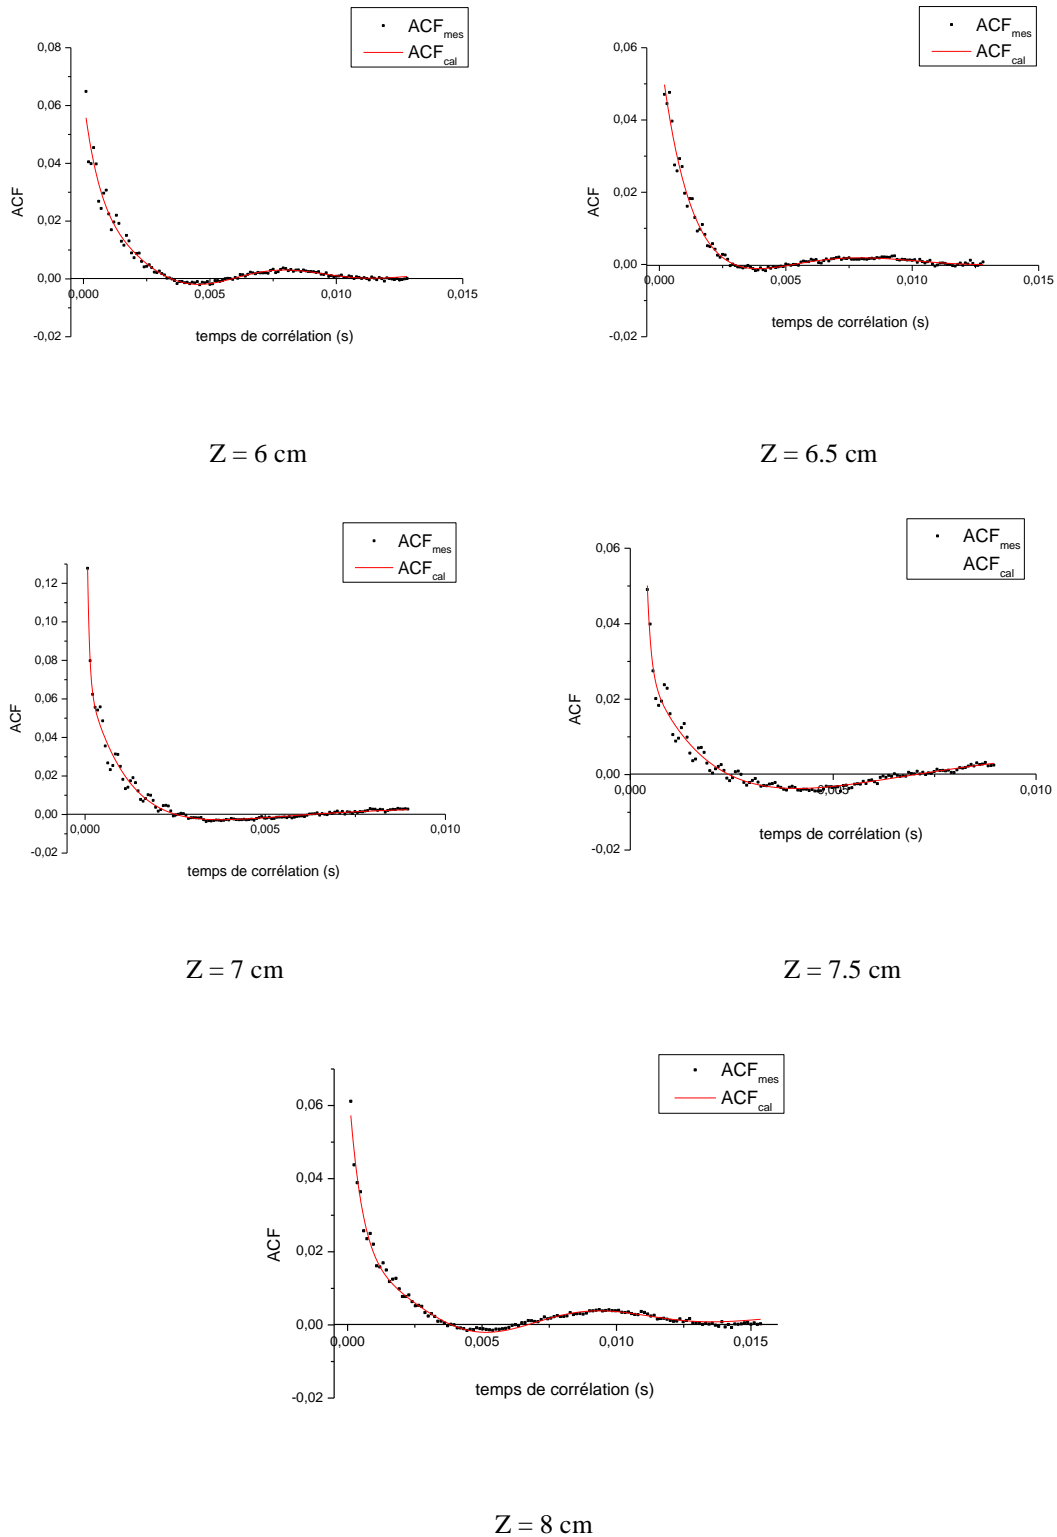 ACF_mes
ACF_cal
0,08
0,06
0,04
0,02
0,00
-0,02
ACF
0,000
0,005
0,010
0,015
temps de corrélation (s)
Z = 6 cm
ACF_mes
ACF_cal
0,06
0,04
0,02
0,00
-0,02
ACF
0,000
0,005
0,010
0,015
temps de corrélation (s)
Z = 6.5 cm
ACF_mes
ACF_cal
0,12
0,10
0,08
0,06
0,04
0,02
0,00
-0,02
ACF
0,000
0,005
0,010
temps de corrélation (s)
Z = 7 cm
ACF_mes
ACF_cal
0,06
0,04
0,02
0,00
-0,02
ACF
0,000
0,005
0,010
temps de corrélation (s)
Z = 7.5 cm
ACF_mes
ACF_cal
0,06
0,04
0,02
0,00
-0,02
ACF
0,000
0,005
0,010
0,015
temps de corrélation (s)
Z = 8 cm